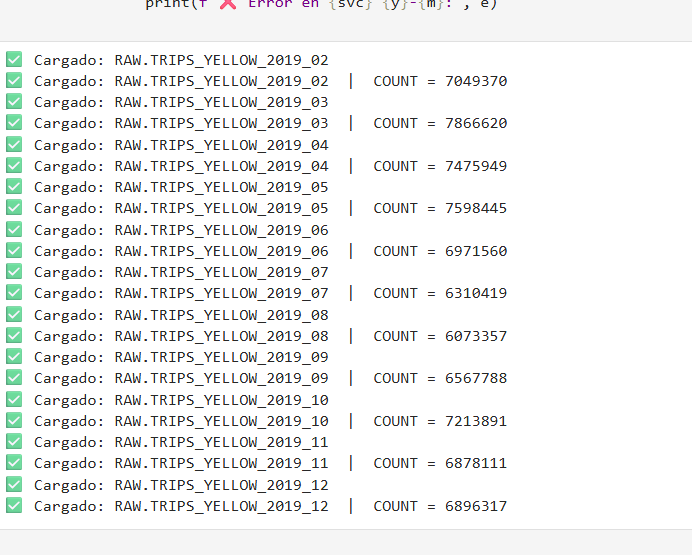 print(f"❌ Error en {svc} {y}-{m}:", e)
✅ Cargado: RAW.TRIPS_YELLOW_2019_02
✅ Cargado: RAW.TRIPS_YELLOW_2019_02 | COUNT = 7049370
✅ Cargado: RAW.TRIPS_YELLOW_2019_03
✅ Cargado: RAW.TRIPS_YELLOW_2019_03 | COUNT = 7866620
✅ Cargado: RAW.TRIPS_YELLOW_2019_04
✅ Cargado: RAW.TRIPS_YELLOW_2019_04 | COUNT = 7475949
✅ Cargado: RAW.TRIPS_YELLOW_2019_05
✅ Cargado: RAW.TRIPS_YELLOW_2019_05 | COUNT = 7598445
✅ Cargado: RAW.TRIPS_YELLOW_2019_06
✅ Cargado: RAW.TRIPS_YELLOW_2019_06 | COUNT = 6971560
✅ Cargado: RAW.TRIPS_YELLOW_2019_07
✅ Cargado: RAW.TRIPS_YELLOW_2019_07 | COUNT = 6310419
✅ Cargado: RAW.TRIPS_YELLOW_2019_08
✅ Cargado: RAW.TRIPS_YELLOW_2019_08 | COUNT = 6073357
✅ Cargado: RAW.TRIPS_YELLOW_2019_09
✅ Cargado: RAW.TRIPS_YELLOW_2019_09 | COUNT = 6567788
✅ Cargado: RAW.TRIPS_YELLOW_2019_10
✅ Cargado: RAW.TRIPS_YELLOW_2019_10 | COUNT = 7213891
✅ Cargado: RAW.TRIPS_YELLOW_2019_11
✅ Cargado: RAW.TRIPS_YELLOW_2019_11 | COUNT = 6878111
✅ Cargado: RAW.TRIPS_YELLOW_2019_12
✅ Cargado: RAW.TRIPS_YELLOW_2019_12 | COUNT = 6896317